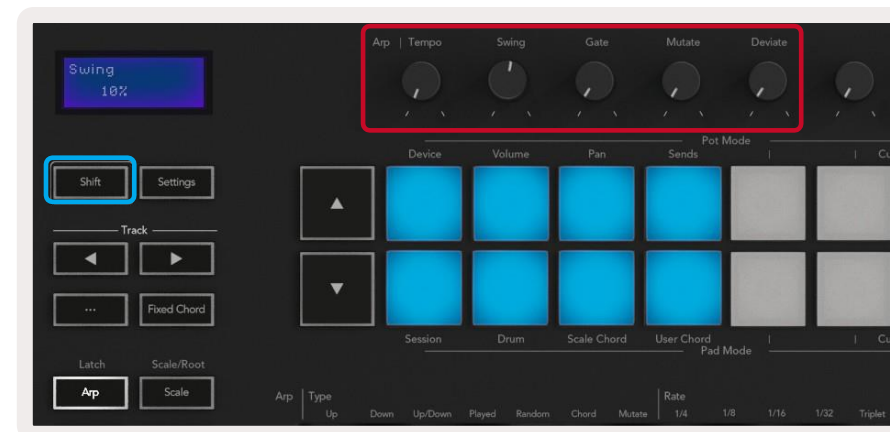 Swing
10%
Arp | Tempo Swing Gate Mutate Deviate
Pot Mode
Device Volume Pan Sends
Shift Settings
Track
... Fixed Chord
Session Drum Scale Chord User Chord
Pad Mode
Latch Scale/Root
Arp Scale
Arp | Type Rate
Up Down Up/Down Played Random Chord Mutate 1/4 1/8 1/16 1/32 Triplet